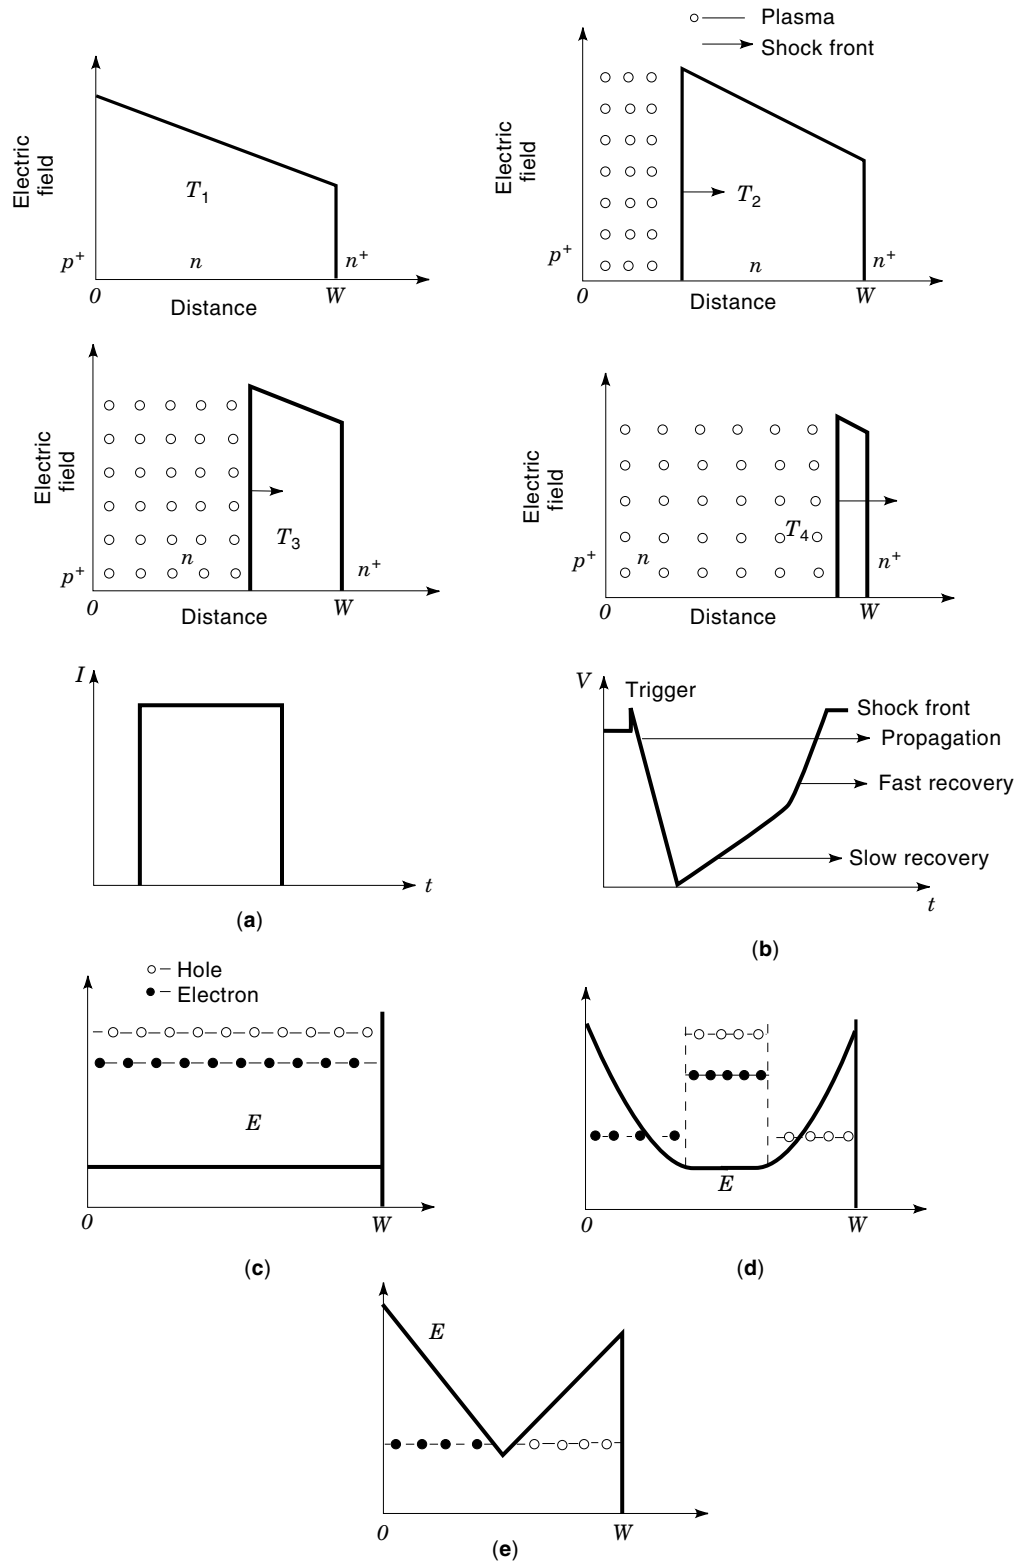 Plasma
Shock front
Electric field
T1
p+
n
n+
0
W
Distance
Electric field
T2
p+
n
n+
0
W
Distance
Electric field
T3
p+
n
n+
0
W
Distance
Electric field
T4
p+
n
n+
0
W
Distance
I
t
(a)
V
Trigger
Shock front
Propagation
Fast recovery
Slow recovery
t
(b)
Hole
Electron
E
0
W
(c)
E
0
W
(d)
E
0
W
(e)